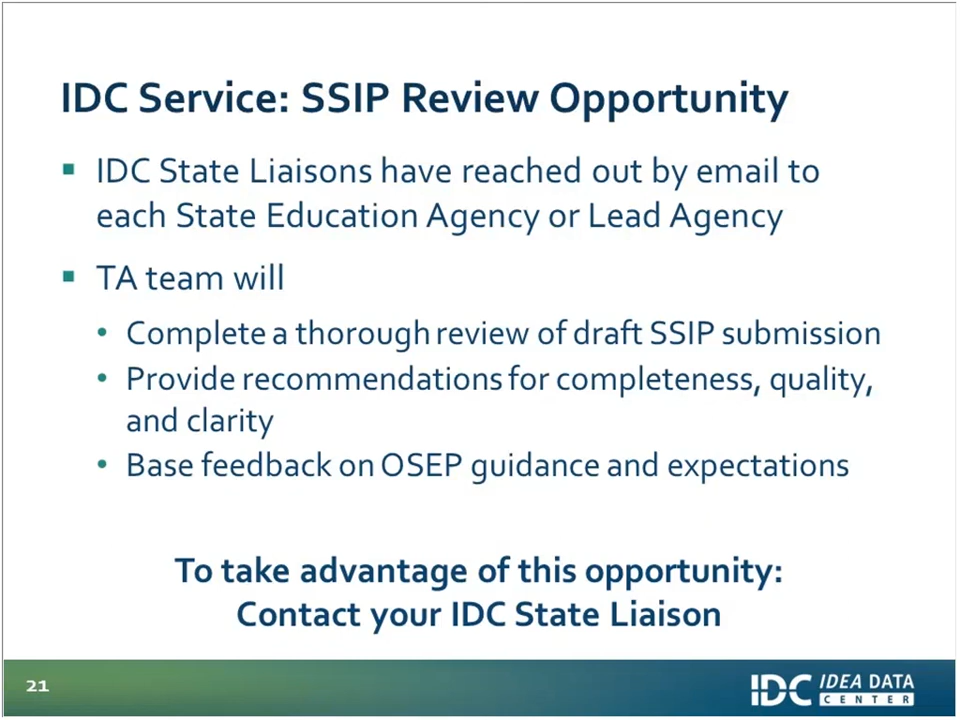 IDC Service: SSIP Review Opportunity
IDC State Liaisons have reached out by email to
each State Education Agency or Lead Agency
TA team will
Complete a thorough review of draft SSIP submission
Provide recommendations for completeness, quality,
and clarity
Base feedback on OSEP guidance and expectations
To take advantage of this opportunity:
Contact your IDC State Liaison
21
IDC IDEA DATA
CENTER